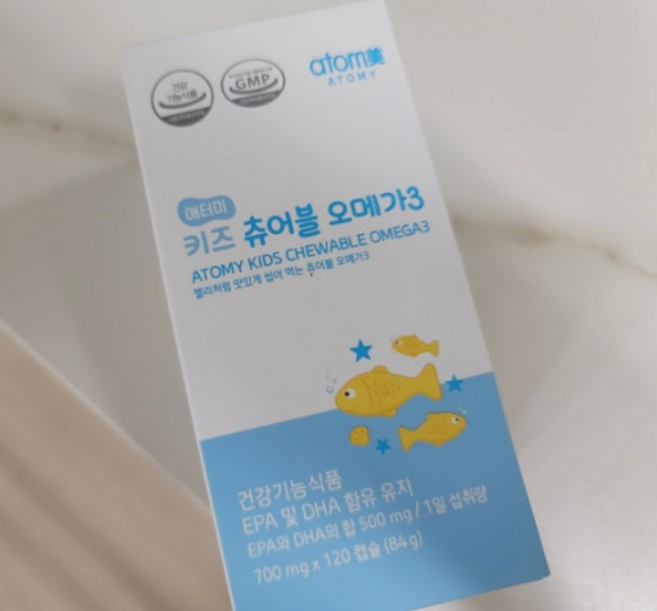 건강
기능식품
GMP
atom美
ATOMY
애터미
키즈 츄어블 오메가3
ATOMY KIDS CHEWABLE OMEGA3
젤리처럼 맛있게 씹어 먹는 츄어블 오메가3
건강기능식품
EPA 및 DHA 함유 유지
EPA와 DHA의 합 500 mg / 1일 섭취량
700 mg x 120 캡슐 (84 g)